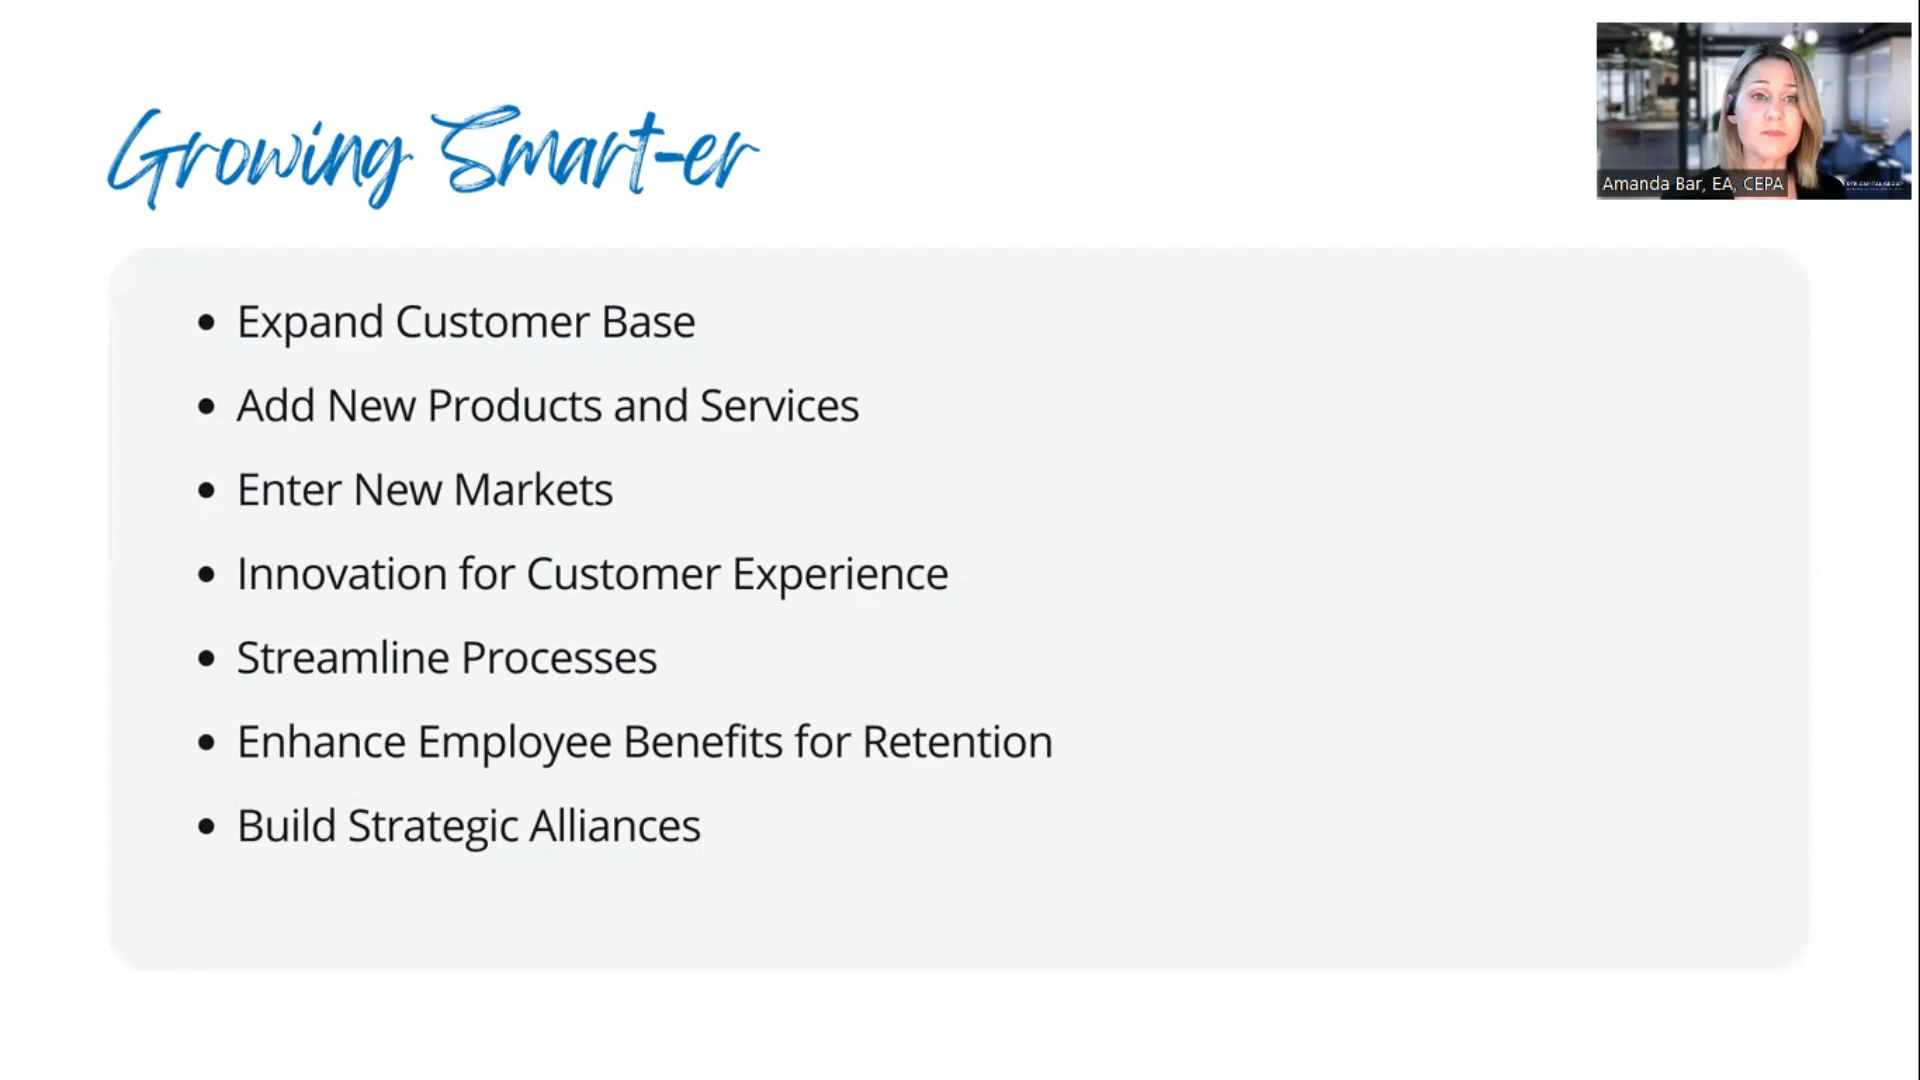 Growing Smart-er
Amanda Bar, EA, CEPA
• Expand Customer Base
• Add New Products and Services
• Enter New Markets
• Innovation for Customer Experience
• Streamline Processes
• Enhance Employee Benefits for Retention
• Build Strategic Alliances